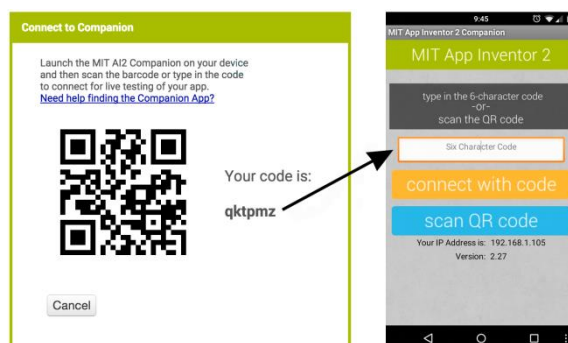 Connect to Companion
Launch the MIT AI2 Companion on your device
and then scan the barcode or type in the code
to connect for live testing of your app.
Need help finding the Companion App?
Your code is:
qktpmz
Cancel
9:45
MIT App Inventor 2 Companion
MIT App Inventor 2
type in the 6-character code
-or-
scan the QR code
Six Character Code
connect with code
scan QR code
Your IP Address is: 192.168.1.105
Version: 2.27